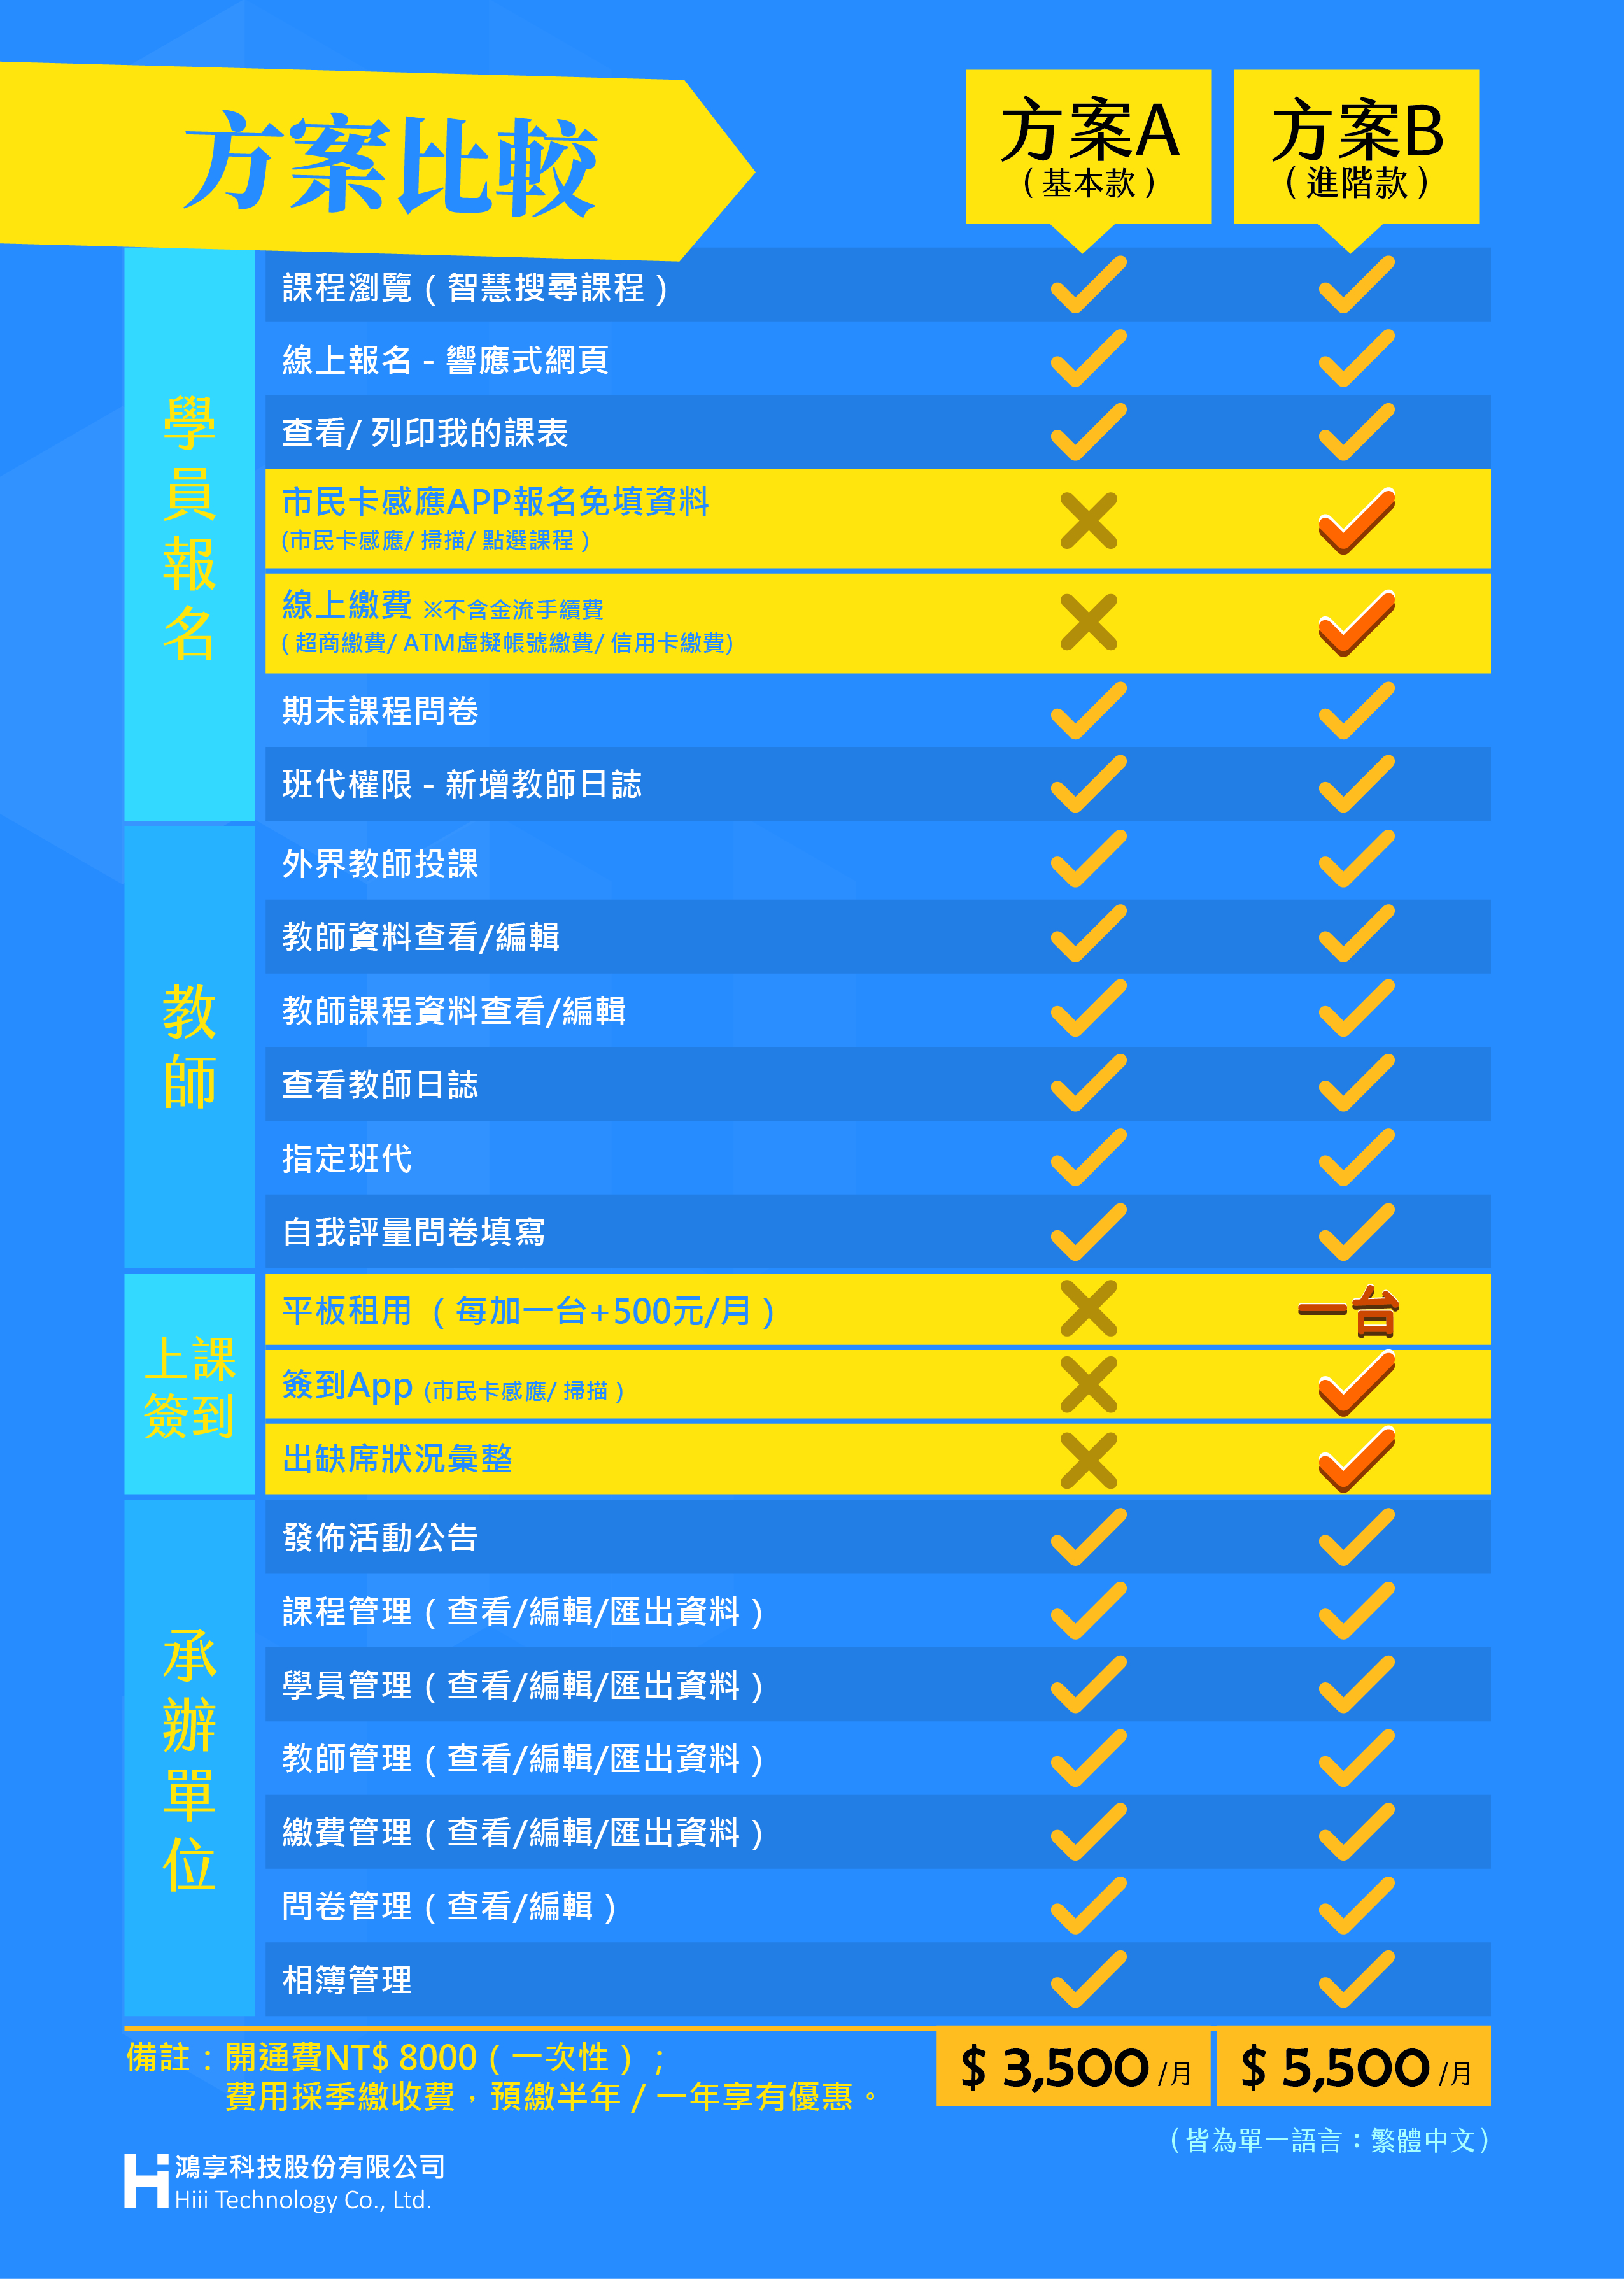 方案比較
方案A
（基本款）
方案B
（進階款）
學員報名
課程瀏覽（智慧搜尋課程）
線上報名 - 響應式網頁
查看/ 列印我的課表
市民卡感應APP報名免填資料
(市民卡感應/ 掃描/ 點選課程 )
線上繳費 ※不含金流手續費
( 超商繳費/ ATM虛擬帳號繳費/ 信用卡繳費)
期末課程問卷
班代權限 - 新增教師日誌
教師
外界教師投課
教師資料查看/編輯
教師課程資料查看/編輯
查看教師日誌
指定班代
自我評量問卷填寫
上課
簽到
平板租用 （每加一台+500元/月）
一台
簽到App (市民卡感應/ 掃描 )
出缺席狀況彙整
承辦單位
發佈活動公告
課程管理（查看/編輯/匯出資料）
學員管理（查看/編輯/匯出資料）
教師管理（查看/編輯/匯出資料）
繳費管理（查看/編輯/匯出資料）
問卷管理（查看/編輯）
相簿管理
備註：開通費NT$ 8000（一次性）；
費用採季繳收費，預繳半年 / 一年享有優惠。
$ 3,500 /月
$ 5,500 /月
（皆為單一語言：繁體中文）
鴻享科技股份有限公司
Hiii Technology Co., Ltd.